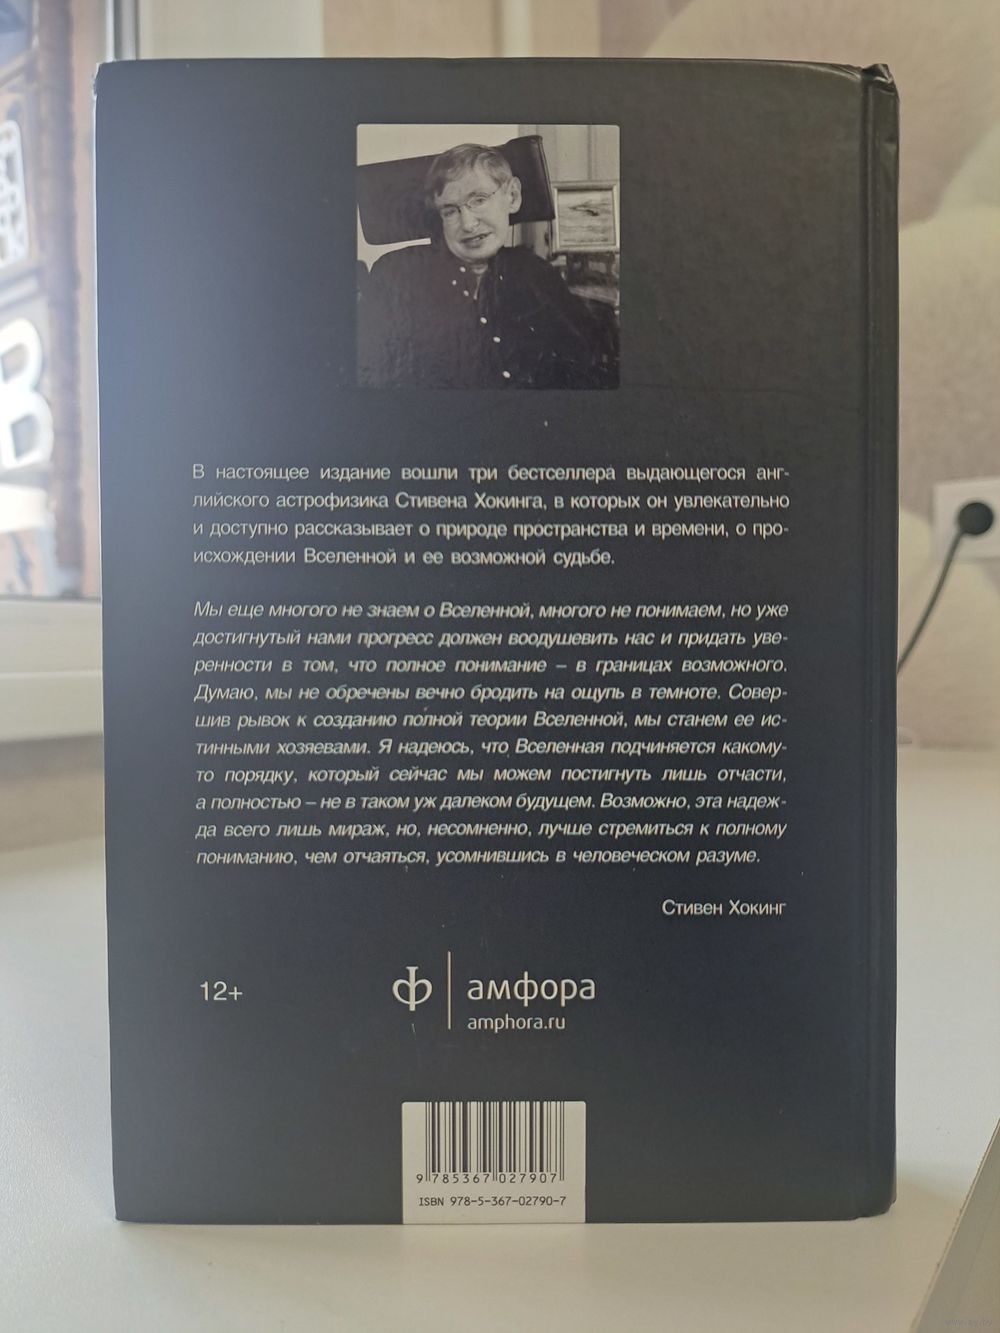 В настоящее издание вошли три бестселлера выдающегося анг-
лийского астрофизика Стивена Хокинга, в которых он увлекательно
и доступно рассказывает о природе пространства и времени, о про-
исхождении Вселенной и ее возможной судьбе.
Мы еще многого не знаем о Вселенной, многого не понимаем, но уже
достигнутый нами прогресс должен воодушевить нас и придать уве-
ренности в том, что полное понимание – в границах возможного.
Думаю, мы не обречены вечно бродить на ощупь в темноте. Совер-
шив рывок к созданию полной теории Вселенной, мы станем ее ис-
тинными хозяевами. Я надеюсь, что Вселенная подчиняется какому-
то порядку, который сейчас мы можем постигнуть лишь отчасти,
а полностью – не в таком уж далеком будущем. Возможно, эта надеж-
да всего лишь мираж, но, несомненно, лучше стремиться к полному
пониманию, чем отчаяться, усомнившись в человеческом разуме.
Стивен Хокинг
12+
амфора
amphora.ru
9 785367 027907
ISBN 978-5-367-02790-7